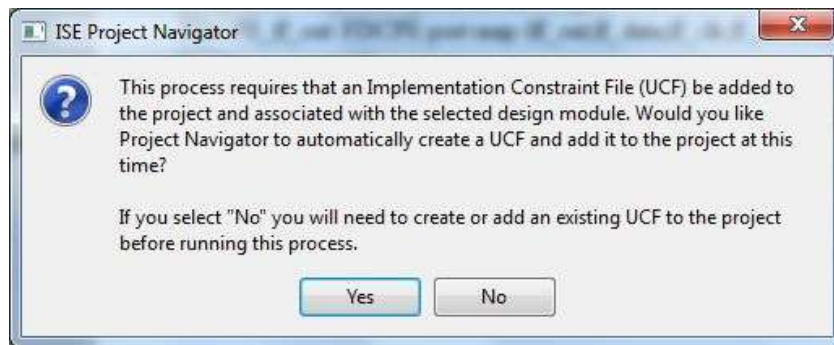 ISE Project Navigator
This process requires that an Implementation Constraint File (UCF) be added to
the project and associated with the selected design module. Would you like
Project Navigator to automatically create a UCF and add it to the project at this
time?
If you select "No" you will need to create or add an existing UCF to the project
before running this process.
Yes
No